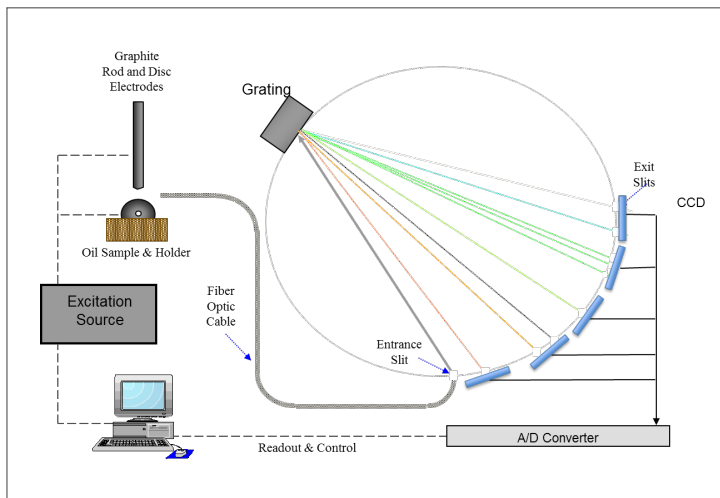 Graphite
Rod and Disc
Electrodes
Grating
Exit
Slits
CCD
Oil Sample & Holder
Excitation
Source
Fiber
Optic
Cable
Entrance
Slit
A/D Converter
Readout & Control